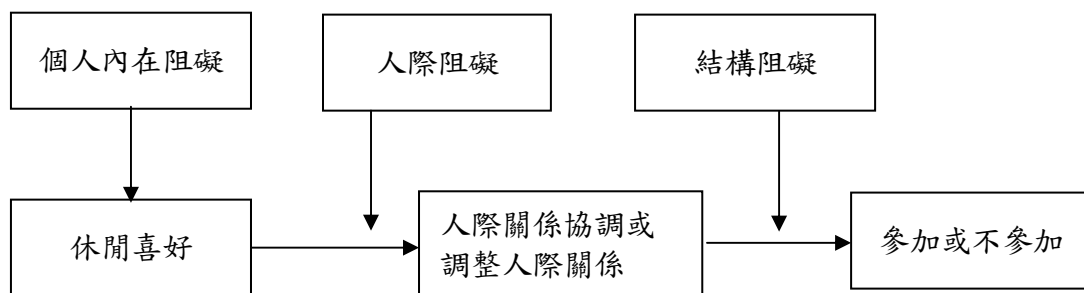 個人內在阻礙
人際阻礙
結構阻礙
休閒喜好
人際關係協調或
調整人際關係
參加或不參加